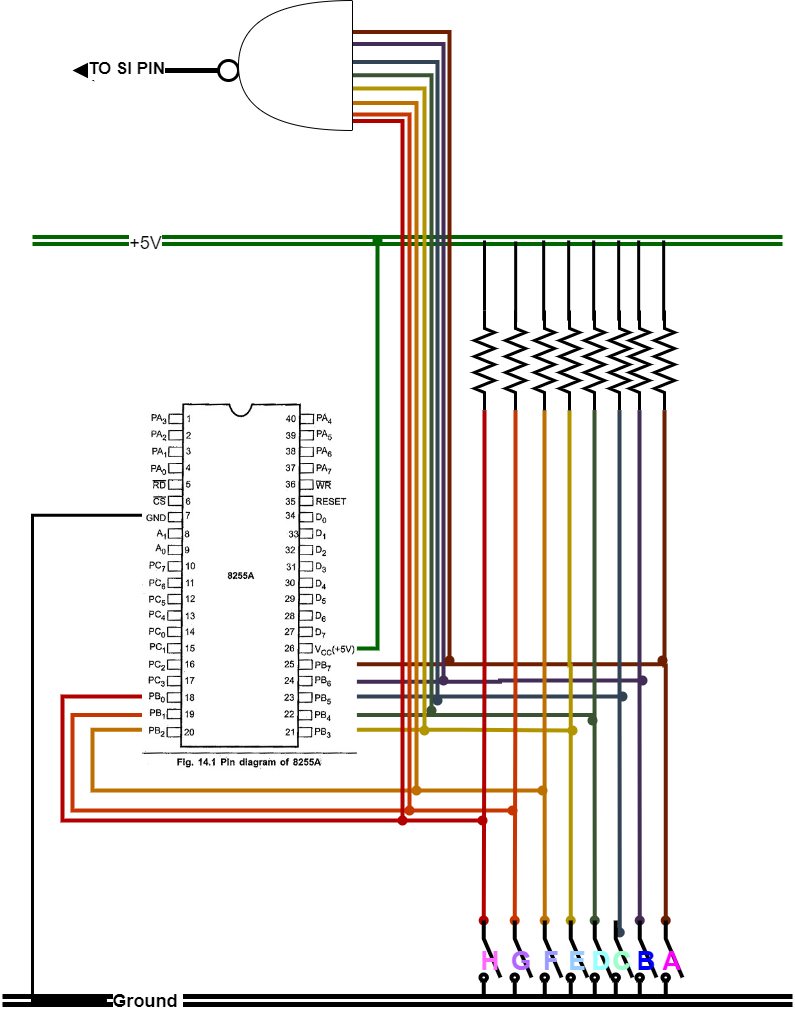 TO SI PIN
+5V
PA3 1 40 PA4
PA2 2 39 PA5
PA1 3 38 PA6
PA0 4 37 PA7
RD 5 36 WR
CS 6 35 RESET
GND 7 34 D0
A1 8 33 D1
A0 9 32 D2
PC7 10 31 D3
PC6 11 8255A 30 D4
PC5 12 29 D5
PC4 13 28 D6
PC0 14 27 D7
PC1 15 26 VCC(+5V)
PC2 16 25 PB7
PC3 17 24 PB6
PB0 18 23 PB5
PB1 19 22 PB4
PB2 20 21 PB3
Fig. 14.1 Pin diagram of 8255A
H G F E D C B A
Ground